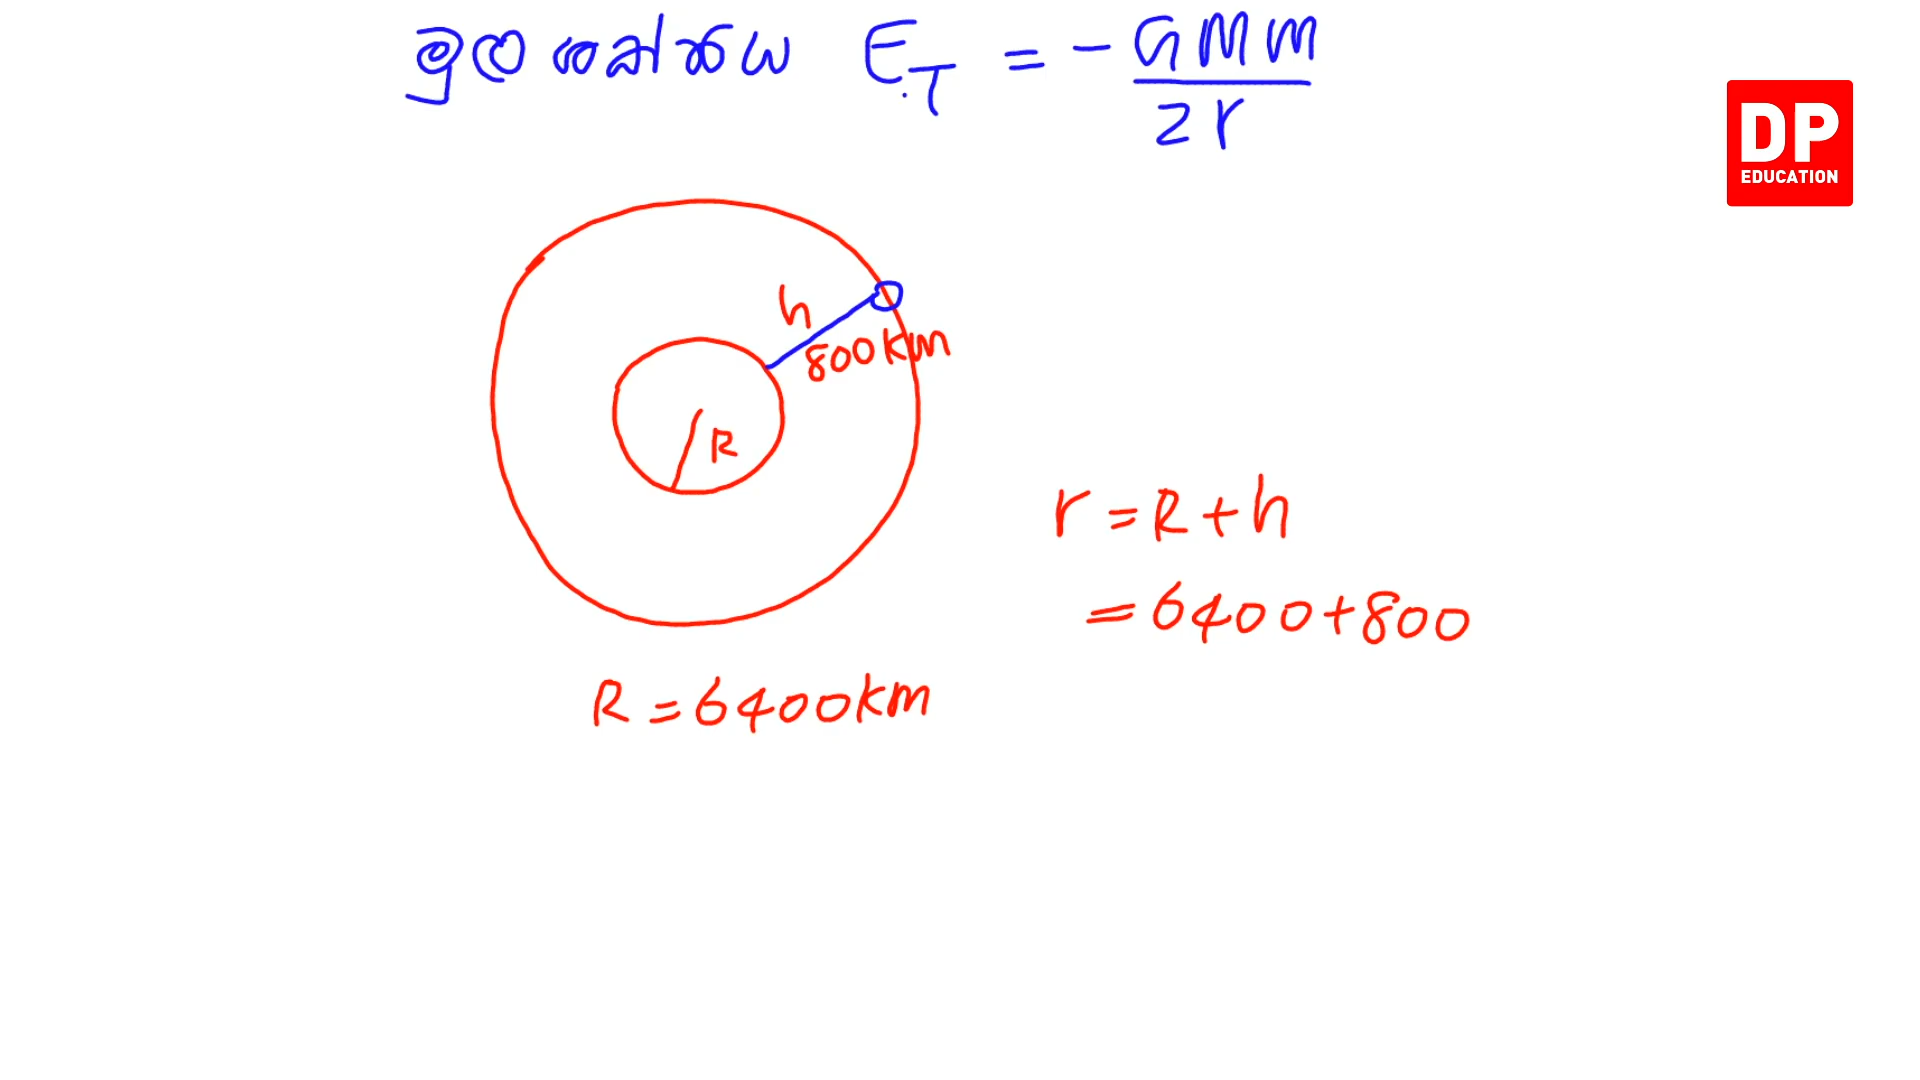 මුලු ශක්තිය E_T = - GMm / 2r
DP
EDUCATION
h
800km
R
r = R + h
= 6400 + 800
R = 6400km